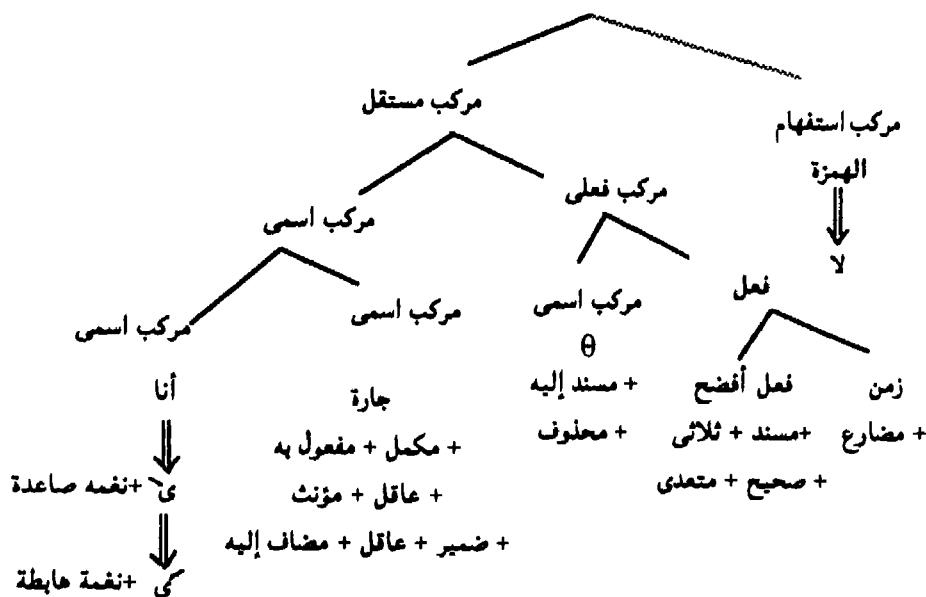 مركب مستقل
مركب استفهام
الهمزة
لا
مركب اسمى
مركب فعلى
مركب اسمى
مركب اسمى
مركب اسمى
فعل
أنا
جارة
θ
فعل أفضح
زمن
+ مكمل + مفعول به
+ مسند إليه
+مسند + ثلاثى
+ مضارع
+ عاقل + مؤنث
+ محذوف
+ صحيح + متعدى
+ ضمير + عاقل + مضاف إليه
ىَ +نغمه صاعدة
ى +نغمة هابطة